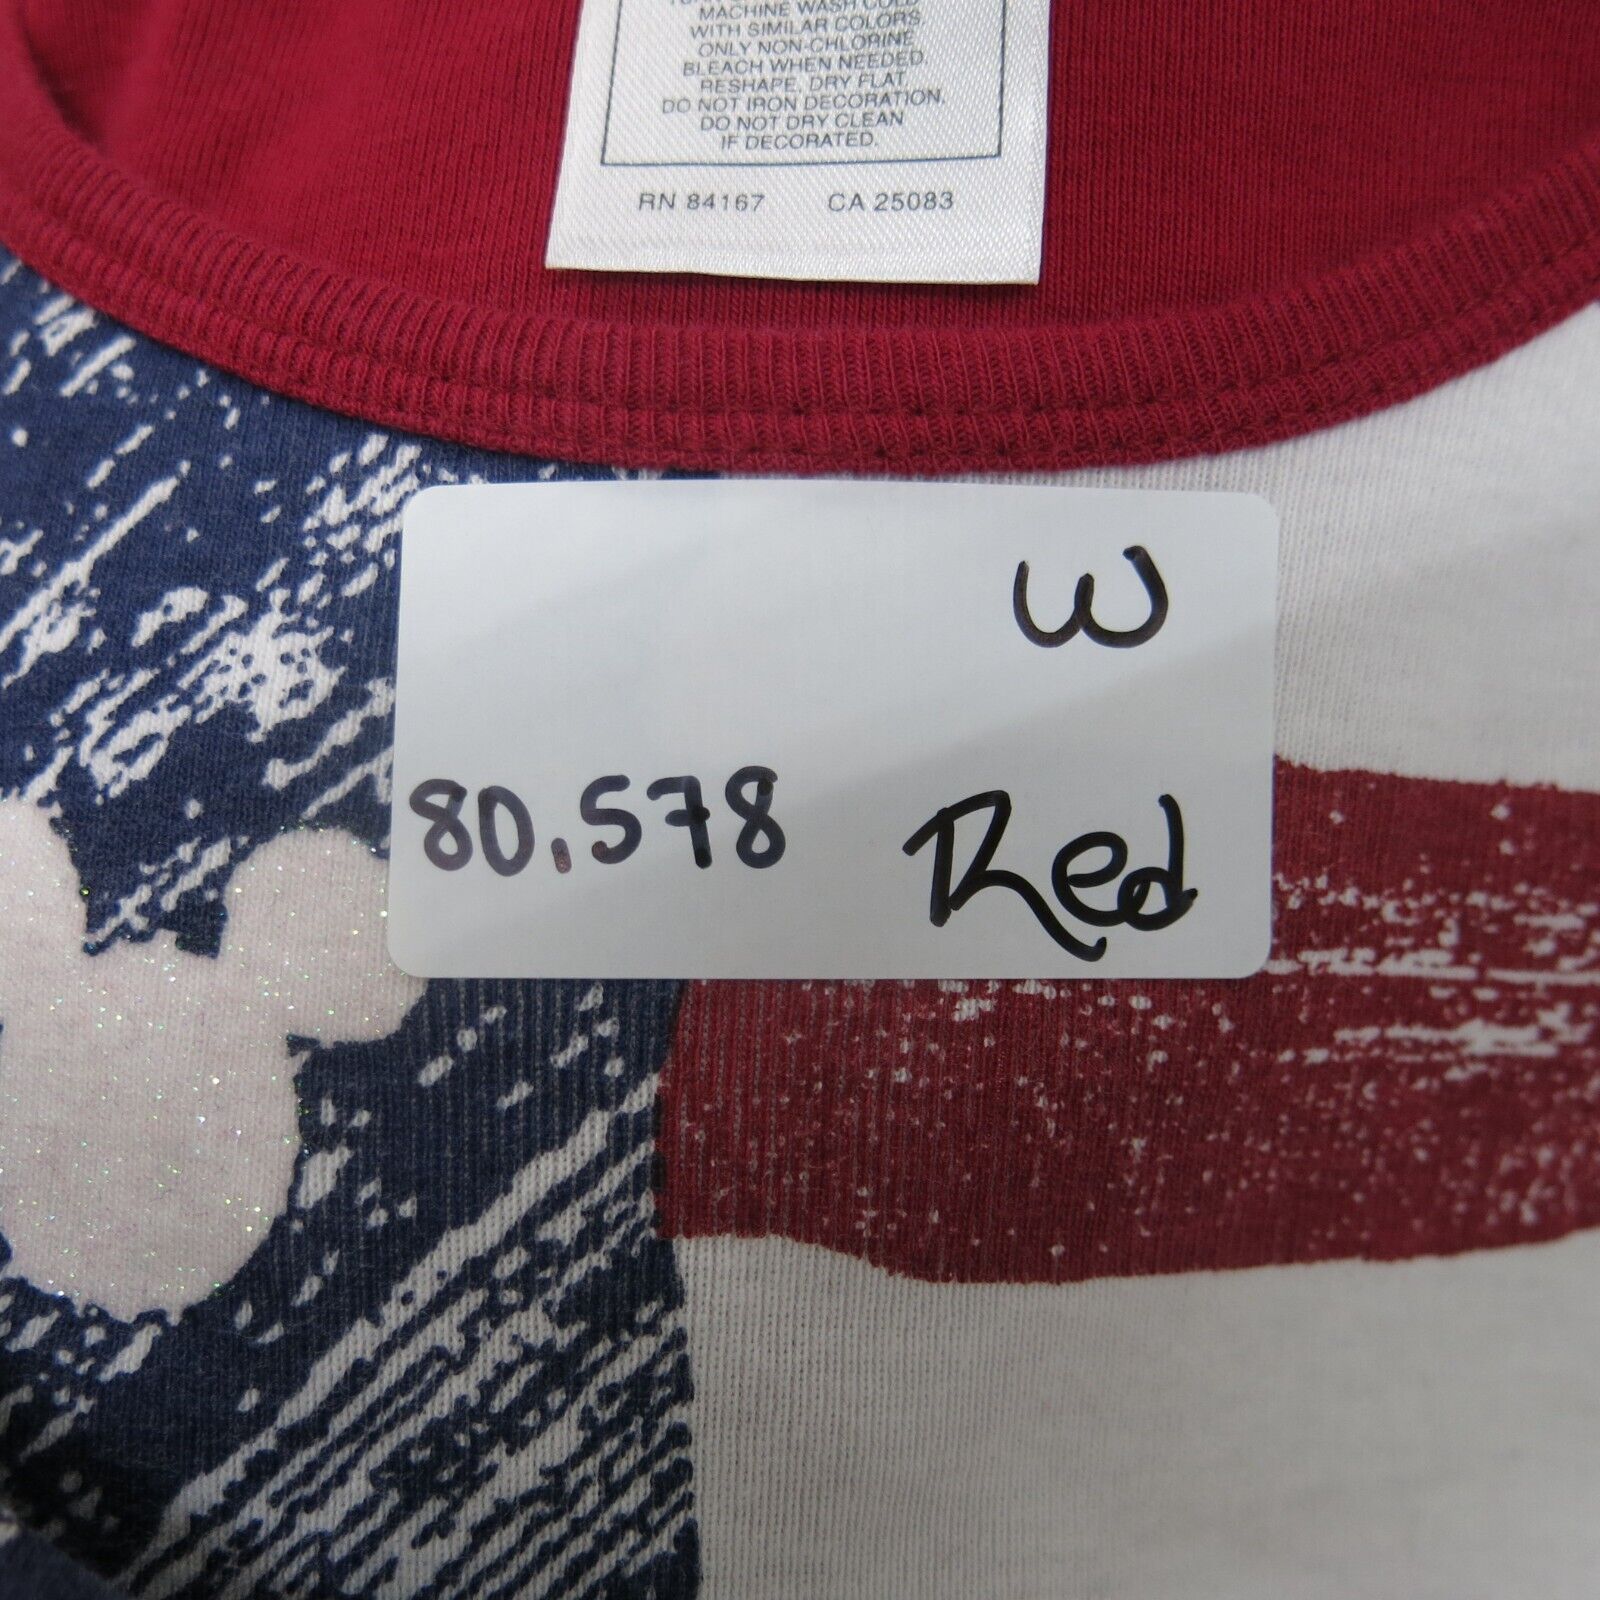 MACHINE WASH COLD
WITH SIMILAR COLORS.
ONLY NON-CHLORINE
BLEACH WHEN NEEDED.
RESHAPE, DRY FLAT.
DO NOT IRON DECORATION.
DO NOT DRY CLEAN
IF DECORATED.
RN 84167 CA 25083
W
80,578 Red